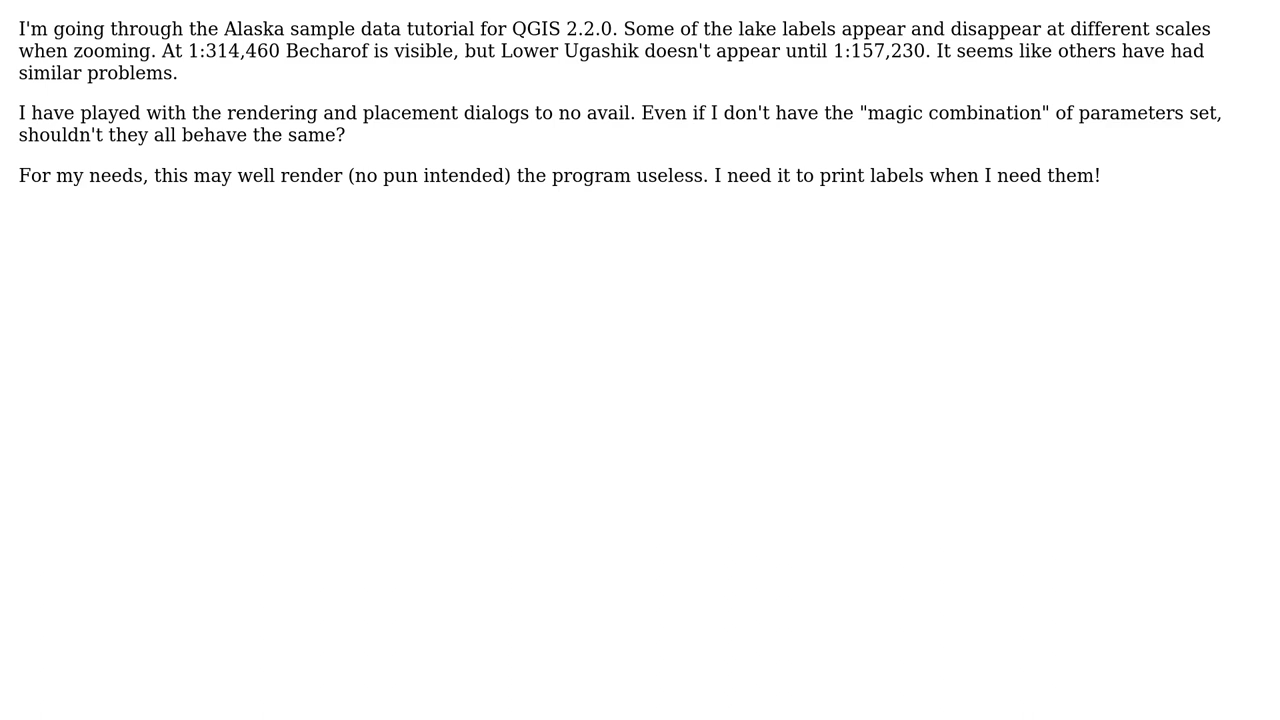 I'm going through the Alaska sample data tutorial for QGIS 2.2.0. Some of the lake labels appear and disappear at different scales
when zooming. At 1:314,460 Becharof is visible, but Lower Ugashik doesn't appear until 1:157,230. It seems like others have had
similar problems.
I have played with the rendering and placement dialogs to no avail. Even if I don't have the "magic combination" of parameters set,
shouldn't they all behave the same?
For my needs, this may well render (no pun intended) the program useless. I need it to print labels when I need them!